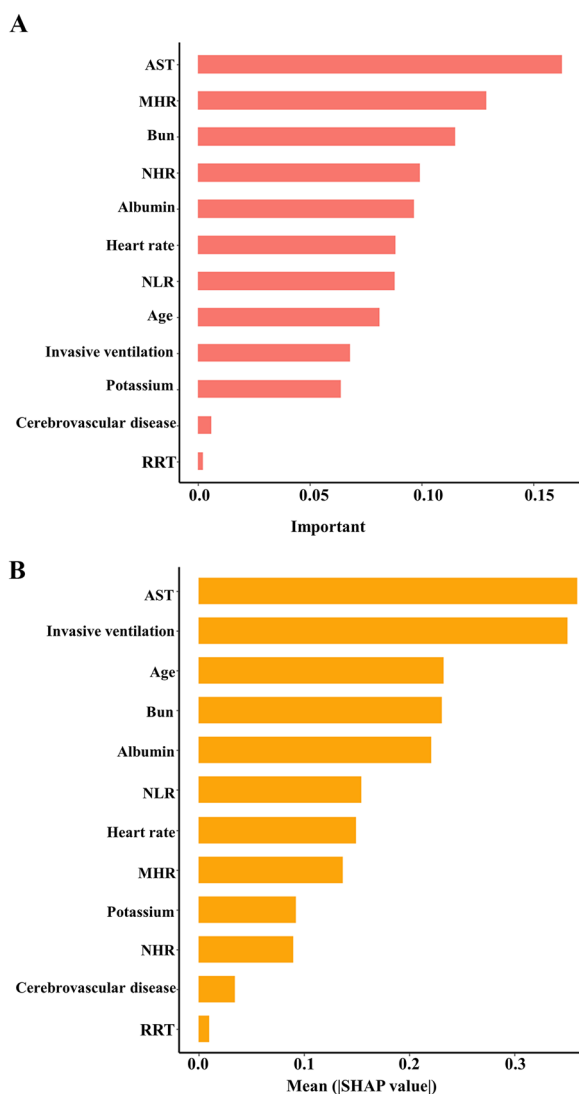 A
AST
MHR
Bun
NHR
Albumin
Heart rate
NLR
Age
Invasive ventilation
Potassium
Cerebrovascular disease
RRT
0.0 0.05 0.10 0.15
Important
B
AST
Invasive ventilation
Age
Bun
Albumin
NLR
Heart rate
MHR
Potassium
NHR
Cerebrovascular disease
RRT
0.0 0.1 0.2 0.3
Mean (|SHAP value|)